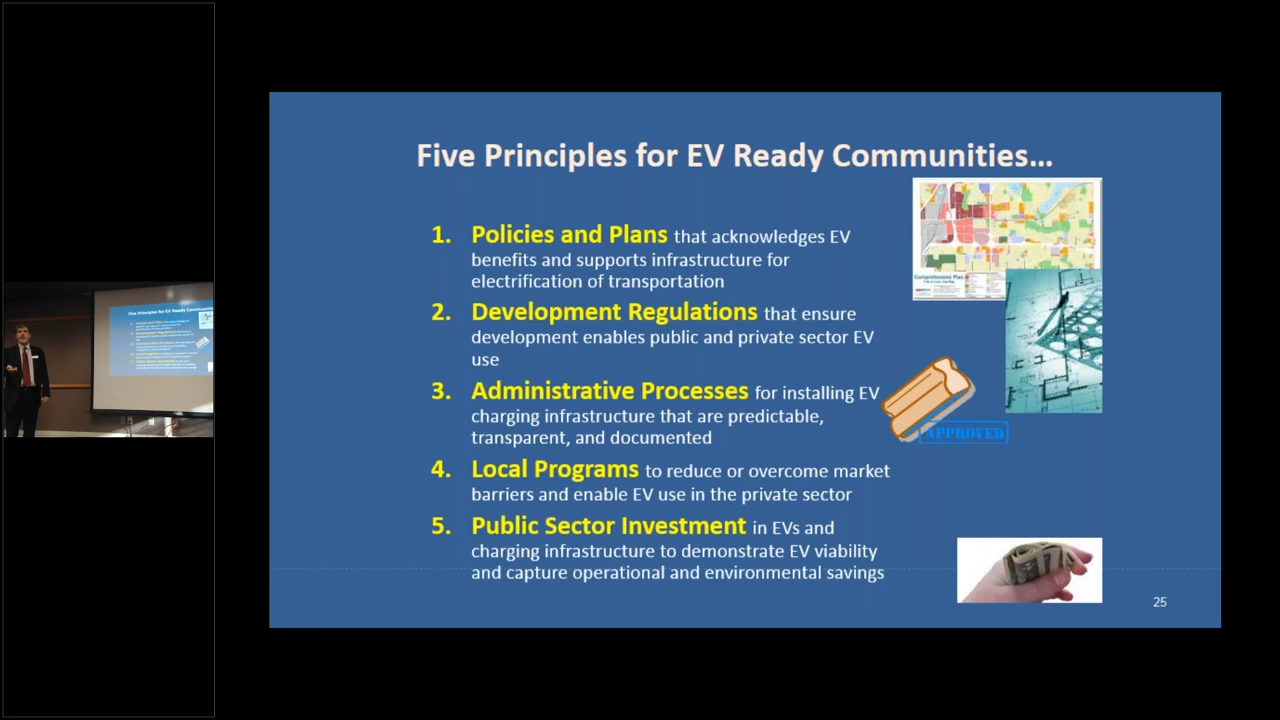 Five Principles for EV Ready Communities...
1. Policies and Plans that acknowledges EV
benefits and supports infrastructure for
electrification of transportation
2. Development Regulations that ensure
development enables public and private sector EV
use
3. Administrative Processes for installing EV
charging infrastructure that are predictable,
transparent, and documented
APPROVED
4. Local Programs to reduce or overcome market
barriers and enable EV use in the private sector
5. Public Sector Investment in EVs and
charging infrastructure to demonstrate EV viability
and capture operational and environmental savings
25